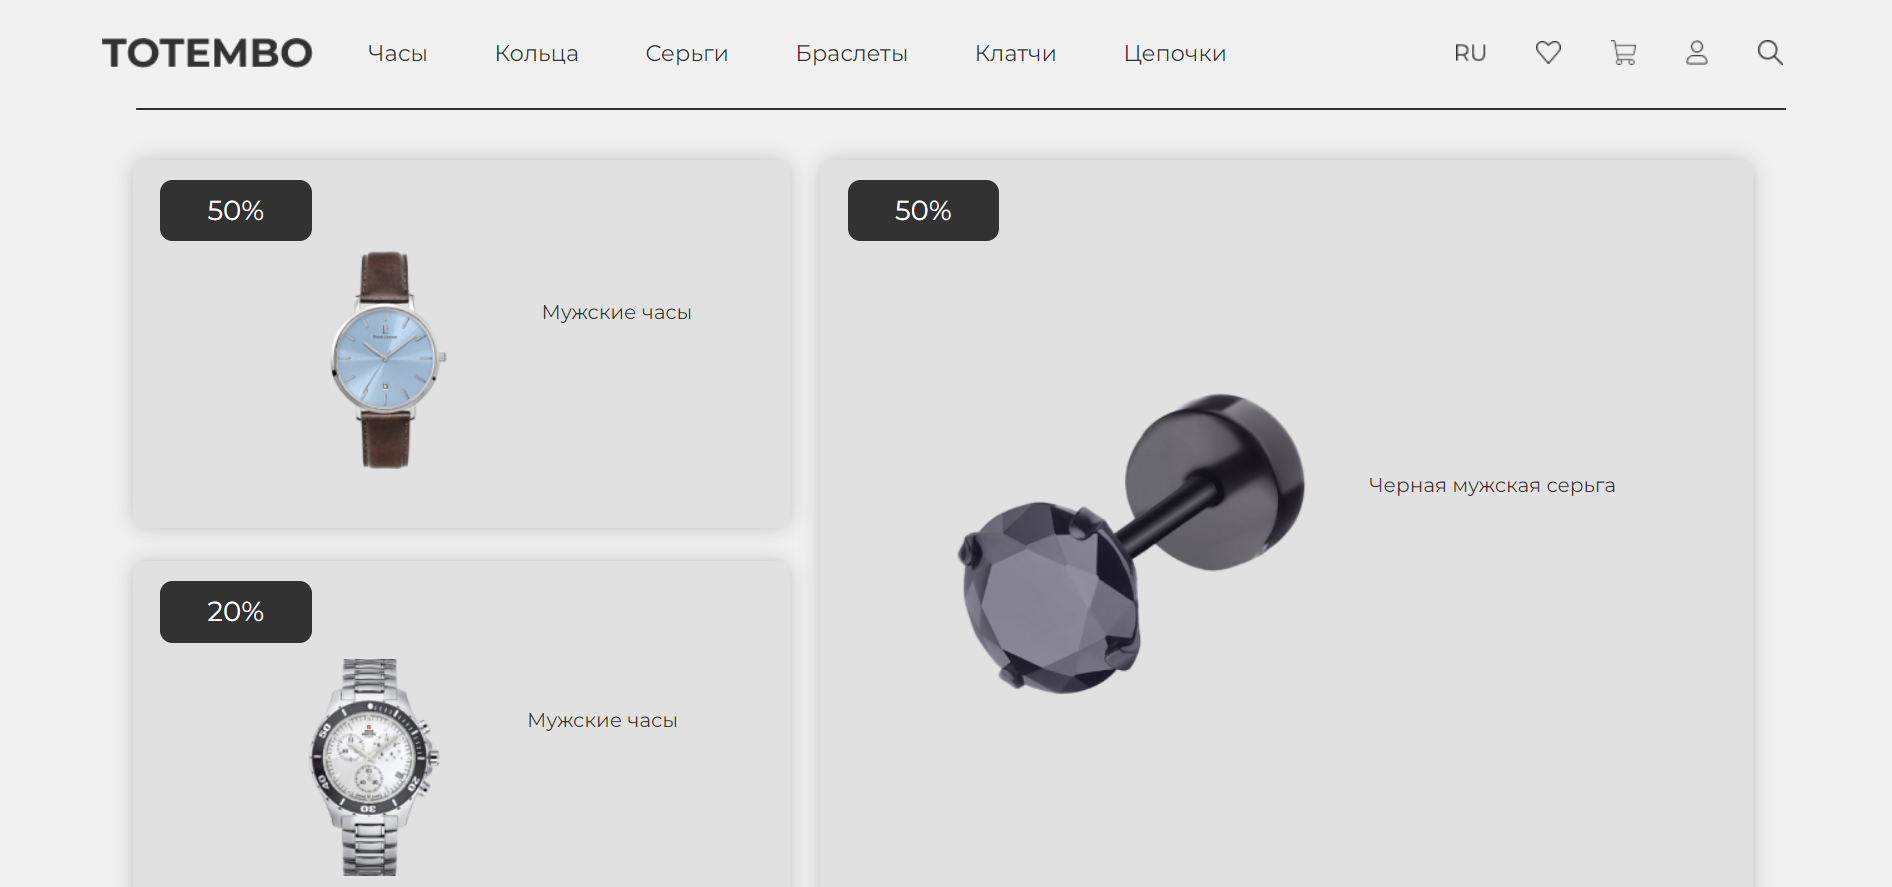 TOTEMBO Часы Кольца Серьги Браслеты Клатчи Цепочки RU
50%
Мужские часы
20%
Мужские часы
50%
Черная мужская серьга